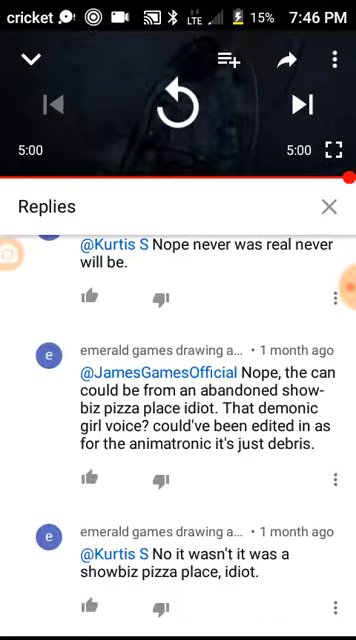 cricket LTE 15% 7:46 PM
5:00 5:00
Replies
@Kurtis S Nope never was real never
will be.
e emerald games drawing a... • 1 month ago
@JamesGamesOfficial Nope, the can
could be from an abandoned show-
biz pizza place idiot. That demonic
girl voice? could've been edited in as
for the animatronic it's just debris.
e emerald games drawing a... • 1 month ago
@Kurtis S No it wasn't it was a
showbiz pizza place, idiot.